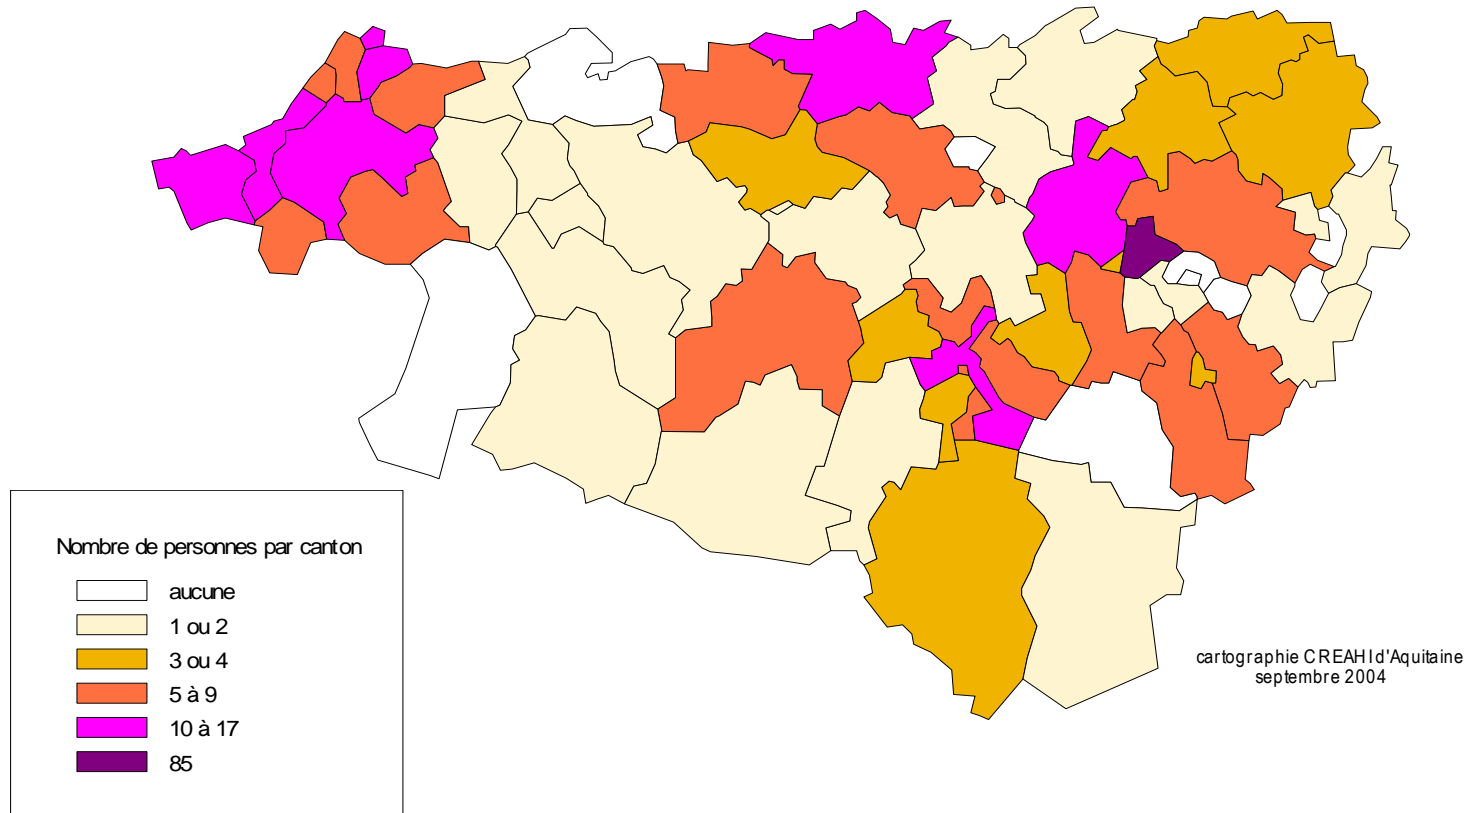 Nombre de personnes par canton
aucune
1 ou 2
3 ou 4
5 à 9
10 à 17
85
cartographie CREAHI d'Aquitaine
septembre 2004